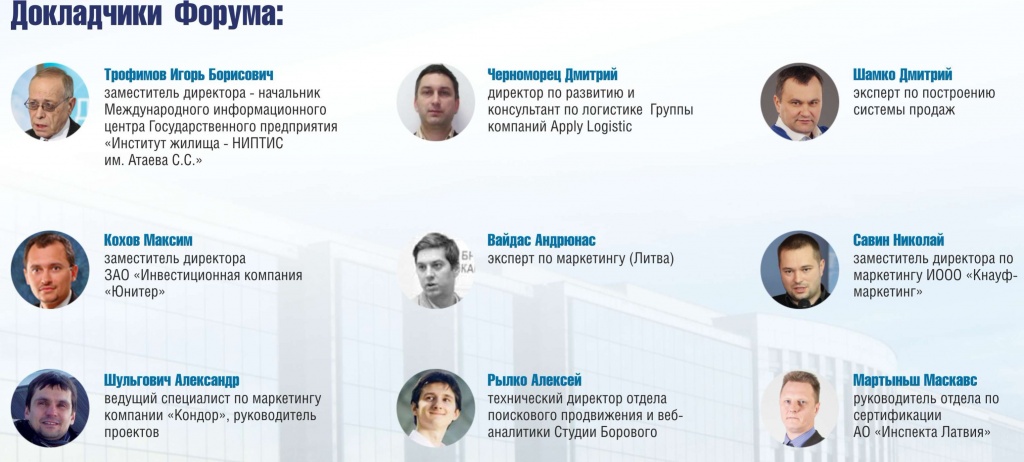 Докладчики Форума:
Трофимов Игорь Борисович
заместитель директора - начальник
Международного информационного
центра Государственного предприятия
«Институт жилища - НИПТИС
им. Атаева С.С.»
Черноморец Дмитрий
директор по развитию и
консультант по логистике Группы
компаний Apply Logistic
Шамко Дмитрий
эксперт по построению
системы продаж
Кохов Максим
заместитель директора
ЗАО «Инвестиционная компания
«Юнитер»
Вайдас Андрюнас
эксперт по маркетингу (Литва)
Савин Николай
заместитель директора по
маркетингу ИООО «Кнауф-
маркетинг»
Шульгович Александр
ведущий специалист по маркетингу
компании «Кондор», руководитель
проектов
Рылко Алексей
технический директор отдела
поискового продвижения и веб-
аналитики Студии Борового
Мартыньш Маскавс
руководитель отдела по
сертификации
АО «Инспекта Латвия»